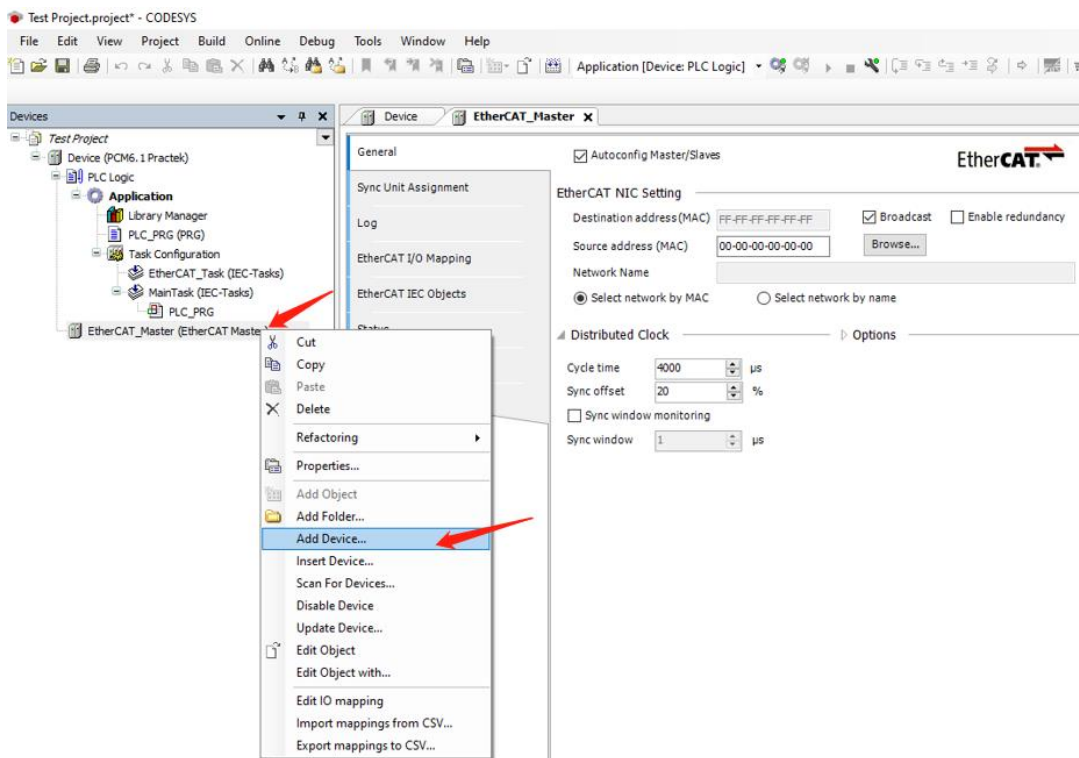 Test Project.project* - CODESYS
File Edit View Project Build Online Debug Tools Window Help
Application [Device: PLC Logic]
Devices
Test Project
Device (PCM6.1 Practek)
PLC Logic
Application
Library Manager
PLC_PRG (PRG)
Task Configuration
EtherCAT_Task (IEC-Tasks)
MainTask (IEC-Tasks)
PLC_PRG
EtherCAT_Master (EtherCAT Master)
Cut
Copy
Paste
Delete
Refactoring
Properties...
Add Object
Add Folder...
Add Device...
Insert Device...
Scan For Devices...
Disable Device
Update Device...
Edit Object
Edit Object with...
Edit IO mapping
Import mappings from CSV...
Export mappings to CSV...
Device EtherCAT_Master
General
Sync Unit Assignment
Log
EtherCAT I/O Mapping
EtherCAT IEC Objects
Status
Autoconfig Master/Slaves
EtherCAT
EtherCAT NIC Setting
Destination address (MAC) FF-FF-FF-FF-FF-FF Broadcast Enable redundancy
Source address (MAC) 00-00-00-00-00-00 Browse...
Network Name
Select network by MAC Select network by name
Distributed Clock Options
Cycle time 4000 µs
Sync offset 20 %
Sync window monitoring
Sync window 1 µs